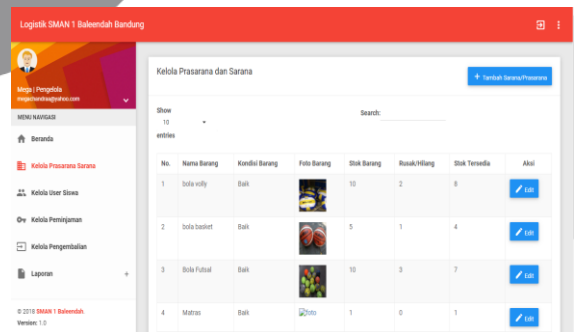 Logistik SMAN 1 Baleendah Bandung
Mega | Pengelola
megachandraa@yahoo.com
MENU NAVIGASI
Beranda
Kelola Prasarana Sarana
Kelola User Siswa
Kelola Peminjaman
Kelola Pengembalian
Laporan +
© 2018 SMAN 1 Baleendah.
Version: 1.0
Kelola Prasarana dan Sarana
+ Tambah Sarana/Prasarana
Show
10
entries
Search:
No. Nama Barang Kondisi Barang Foto Barang Stok Barang Rusak/Hilang Stok Tersedia Aksi
1 bola volly Baik 10 2 8 Edit
2 bola basket Baik 5 1 4 Edit
3 Bola Futsal Baik 10 3 7 Edit
4 Matras Baik foto 1 0 1 Edit